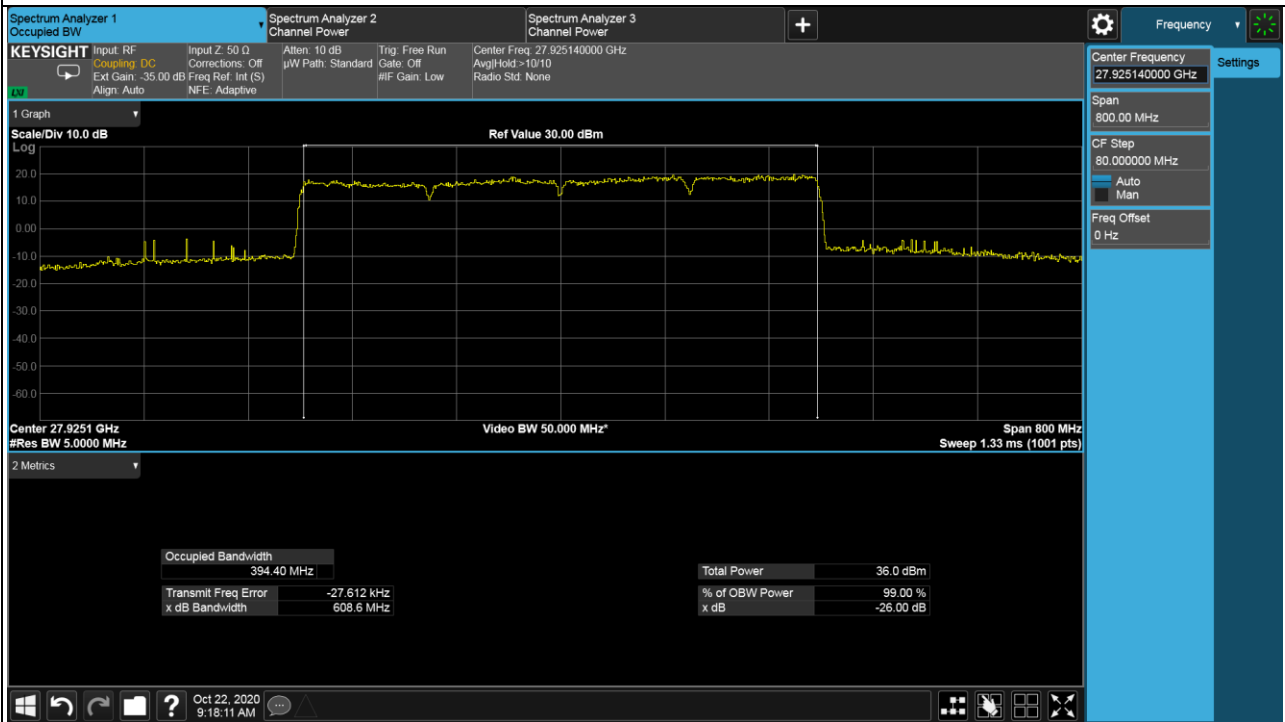 Spectrum Analyzer 1
Occupied BW
Spectrum Analyzer 2
Channel Power
Spectrum Analyzer 3
Channel Power
+
Frequency
KEYSIGHT
Input: RF
Coupling: DC
Ext Gain: -35.00 dB
Align: Auto
Input Z: 50 Ω
Corrections: Off
Freq Ref: Int (S)
NFE: Adaptive
Atten: 10 dB
µW Path: Standard
Trig: Free Run
Gate: Off
#IF Gain: Low
Center Freq: 27.925140000 GHz
Avg|Hold:>10/10
Radio Std: None
LXI
Center Frequency
27.925140000 GHz
Settings
Span
800.00 MHz
CF Step
80.000000 MHz
Auto
Man
Freq Offset
0 Hz
1 Graph
Scale/Div 10.0 dB
Ref Value 30.00 dBm
Log
20.0
10.0
0.00
-10.0
-20.0
-30.0
-40.0
-50.0
-60.0
Center 27.9251 GHz
#Res BW 5.0000 MHz
Video BW 50.000 MHz*
Span 800 MHz
Sweep 1.33 ms (1001 pts)
2 Metrics
Occupied Bandwidth
394.40 MHz
Transmit Freq Error -27.612 kHz
x dB Bandwidth 608.6 MHz
Total Power 36.0 dBm
% of OBW Power 99.00 %
x dB -26.00 dB
?
Oct 22, 2020
9:18:11 AM